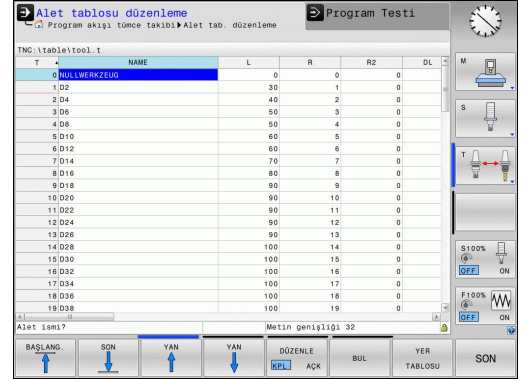 Alet tablosu düzenleme
Program akışı tümce takibi▶Alet tab. düzenleme
Program Testi
TNC:\table\tool.t
T NAME L R R2 DL
0 NULLWERKZEUG 0 0 0
1 D2 30 1 0
2 D4 40 2 0
3 D6 50 3 0
4 D8 50 4 0
5 D10 60 5 0
6 D12 60 6 0
7 D14 70 7 0
8 D16 80 8 0
9 D18 90 9 0
10 D20 90 10 0
11 D22 90 11 0
12 D24 90 12 0
13 D26 90 13 0
14 D28 100 14 0
15 D30 100 15 0
16 D32 100 16 0
17 D34 100 17 0
18 D36 100 18 0
19 D38 100 19 0
Alet ismi? Metin genişliği 32
M
S
T
S100%
OFF ON
F100%
OFF ON
BAŞLANG.
SON
YAN
YAN
DÜZENLE
KPL AÇK
BUL
YER
TABLOSU
SON